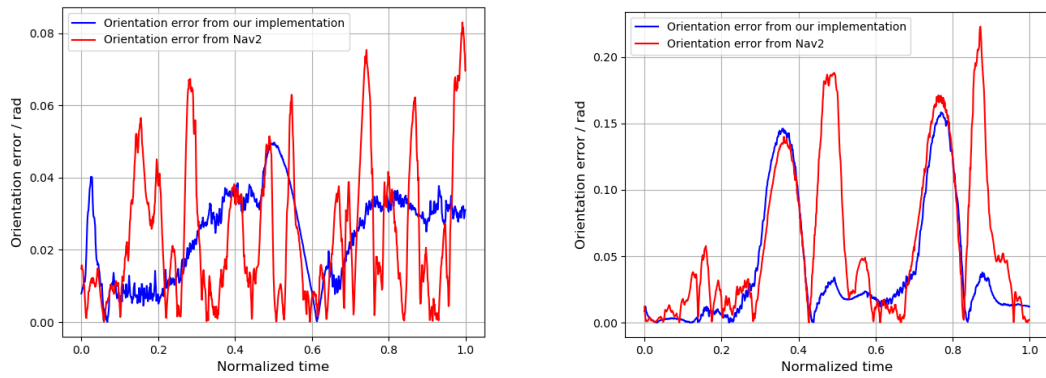 Orientation error from our implementation
Orientation error from Nav2
0.08
0.06
0.04
0.02
0.00
Orientation error / rad
0.0 0.2 0.4 0.6 0.8 1.0
Normalized time
Orientation error from our implementation
Orientation error from Nav2
0.20
0.15
0.10
0.05
0.00
Orientation error / rad
0.0 0.2 0.4 0.6 0.8 1.0
Normalized time